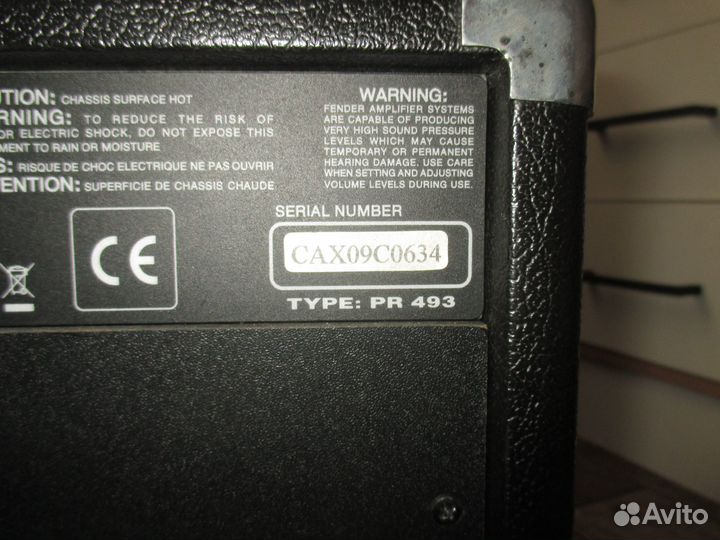 UTION: CHASSIS SURFACE HOT
RNING: TO REDUCE THE RISK OF
OR ELECTRIC SHOCK, DO NOT EXPOSE THIS
MENT TO RAIN OR MOISTURE
S: RISQUE DE CHOC ELECTRIQUE NE PAS OUVRIR
TENTION: SUPERFICIE DE CHASSIS CHAUDE
WARNING:
FENDER AMPLIFIER SYSTEMS
ARE CAPABLE OF PRODUCING
VERY HIGH SOUND PRESSURE
LEVELS WHICH MAY CAUSE
TEMPORARY OR PERMANENT
HEARING DAMAGE. USE CARE
WHEN SETTING AND ADJUSTING
VOLUME LEVELS DURING USE.
CE
SERIAL NUMBER
CAX09C0634
TYPE: PR 493
Avito